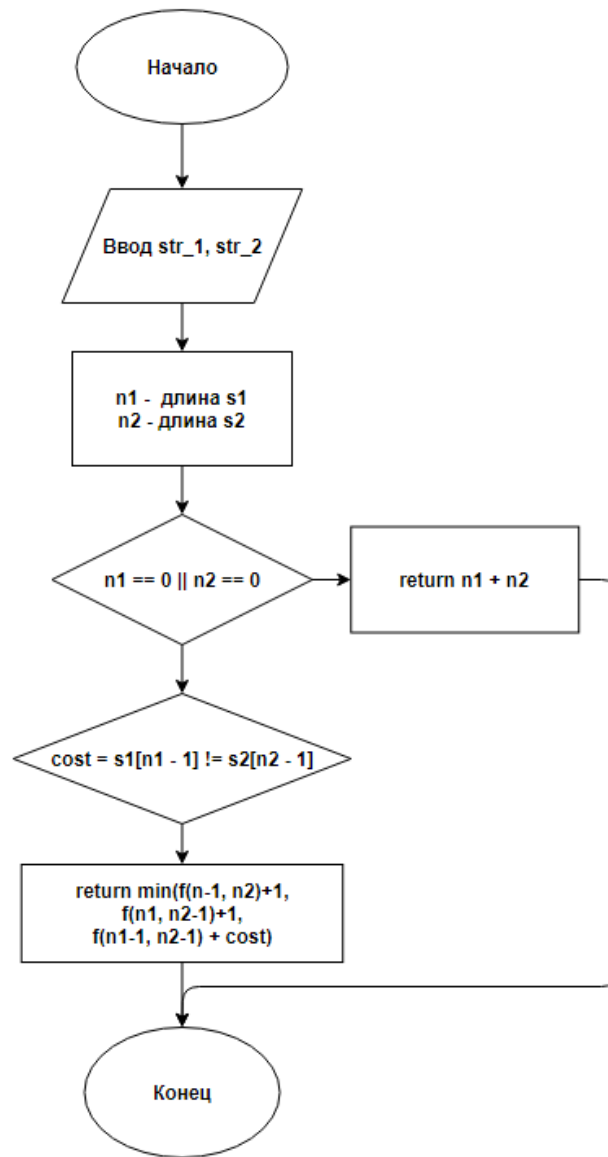 Начало
Ввод str_1, str_2
n1 - длина s1
n2 - длина s2
n1 == 0 || n2 == 0
return n1 + n2
cost = s1[n1 - 1] != s2[n2 - 1]
return min(f(n-1, n2)+1,
f(n1, n2-1)+1,
f(n1-1, n2-1) + cost)
Конец